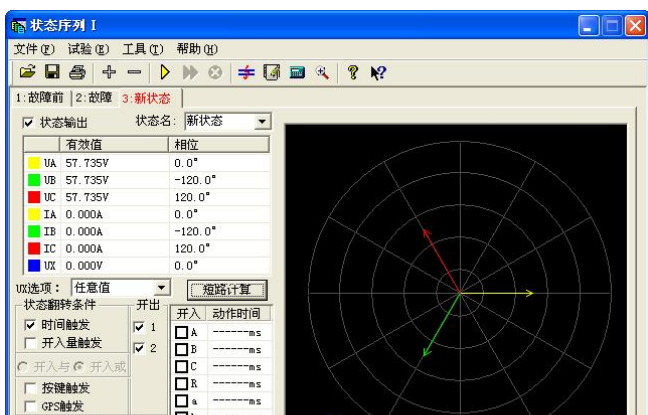 状态序列 I
文件(F) 试验(E) 工具(T) 帮助(H)
1:故障前 2:故障 3:新状态
状态输出 状态名: 新状态
有效值 相位
UA 57.735V 0.0°
UB 57.735V -120.0°
UC 57.735V 120.0°
IA 0.000A 0.0°
IB 0.000A -120.0°
IC 0.000A 120.0°
UX 0.000V 0.0°
UX选项: 任意值 短路计算
状态翻转条件 开出 开入 动作时间
时间触发 1 A ------ms
开入量触发 2 B ------ms
开入与 开入或 C ------ms
按键触发 R ------ms
GPS触发 a ------ms